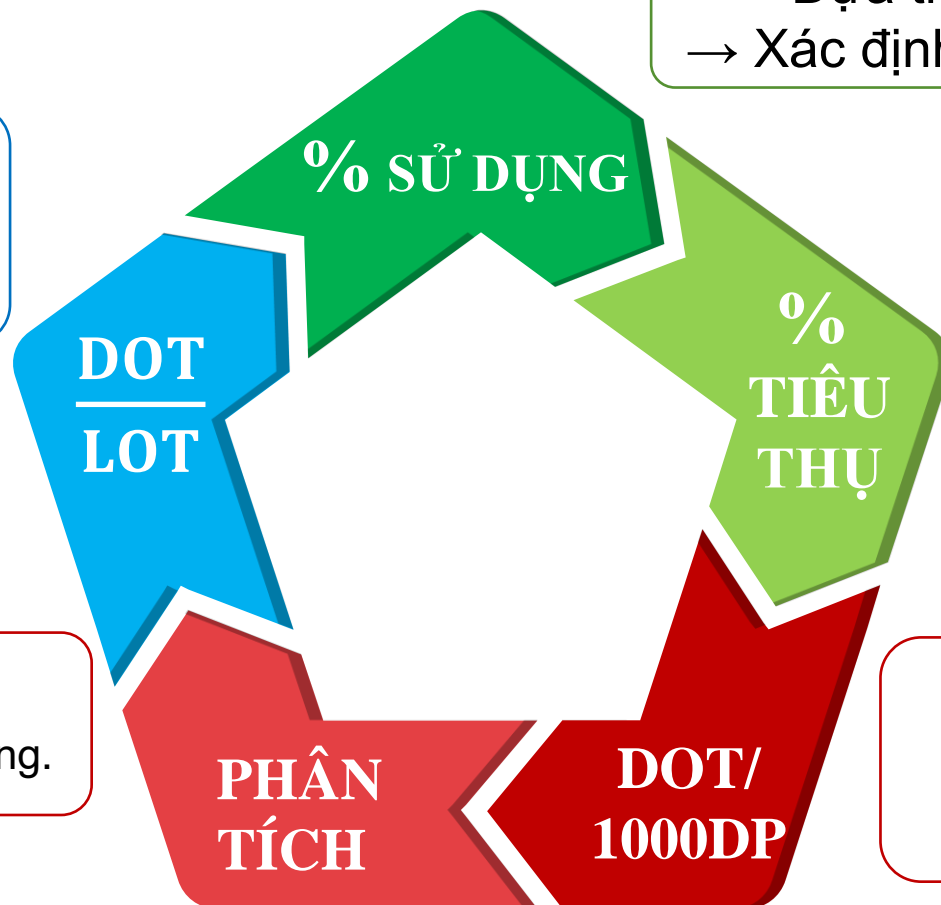 → Xác định
% SỬ DỤNG
%
TIÊU
THỤ
DOT
LOT
ng.
PHÂN
TÍCH
DOT/
1000DP